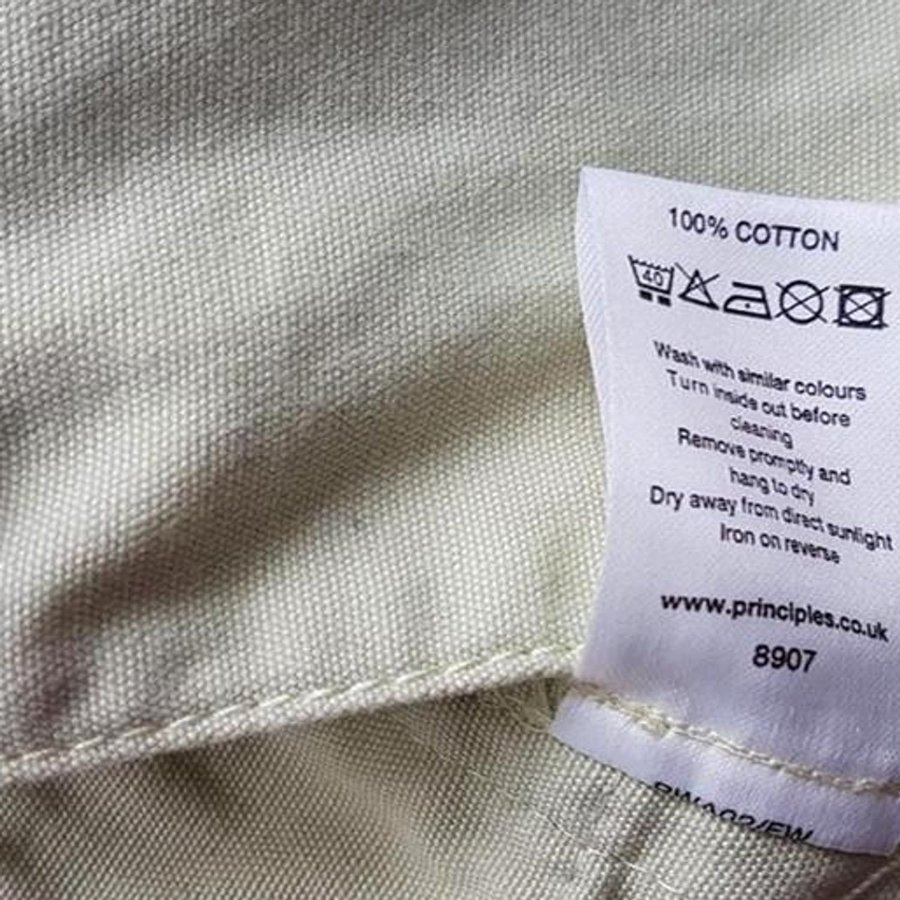 100% COTTON
40
Wash with similar colours
Turn inside out before
cleaning
Remove promptly and
hang to dry
Dry away from direct sunlight
Iron on reverse
www.principles.co.uk
8907